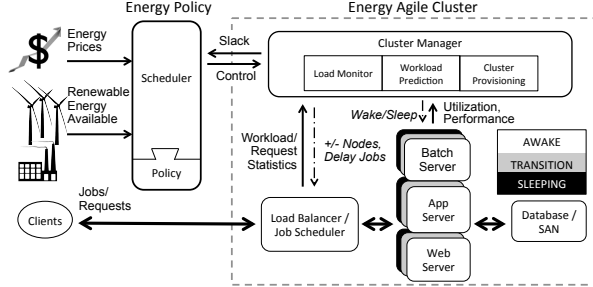 Energy Policy
Energy Agile Cluster
$
Energy
Prices
Renewable
Energy
Available
Scheduler
Policy
Slack
Control
Cluster Manager
Load Monitor
Workload
Prediction
Cluster
Provisioning
Workload/
Request
Statistics
Wake/Sleep
+/- Nodes,
Delay Jobs
Utilization,
Performance
Batch
Server
App
Server
Web
Server
AWAKE
TRANSITION
SLEEPING
Clients
Jobs/
Requests
Load Balancer /
Job Scheduler
Database /
SAN